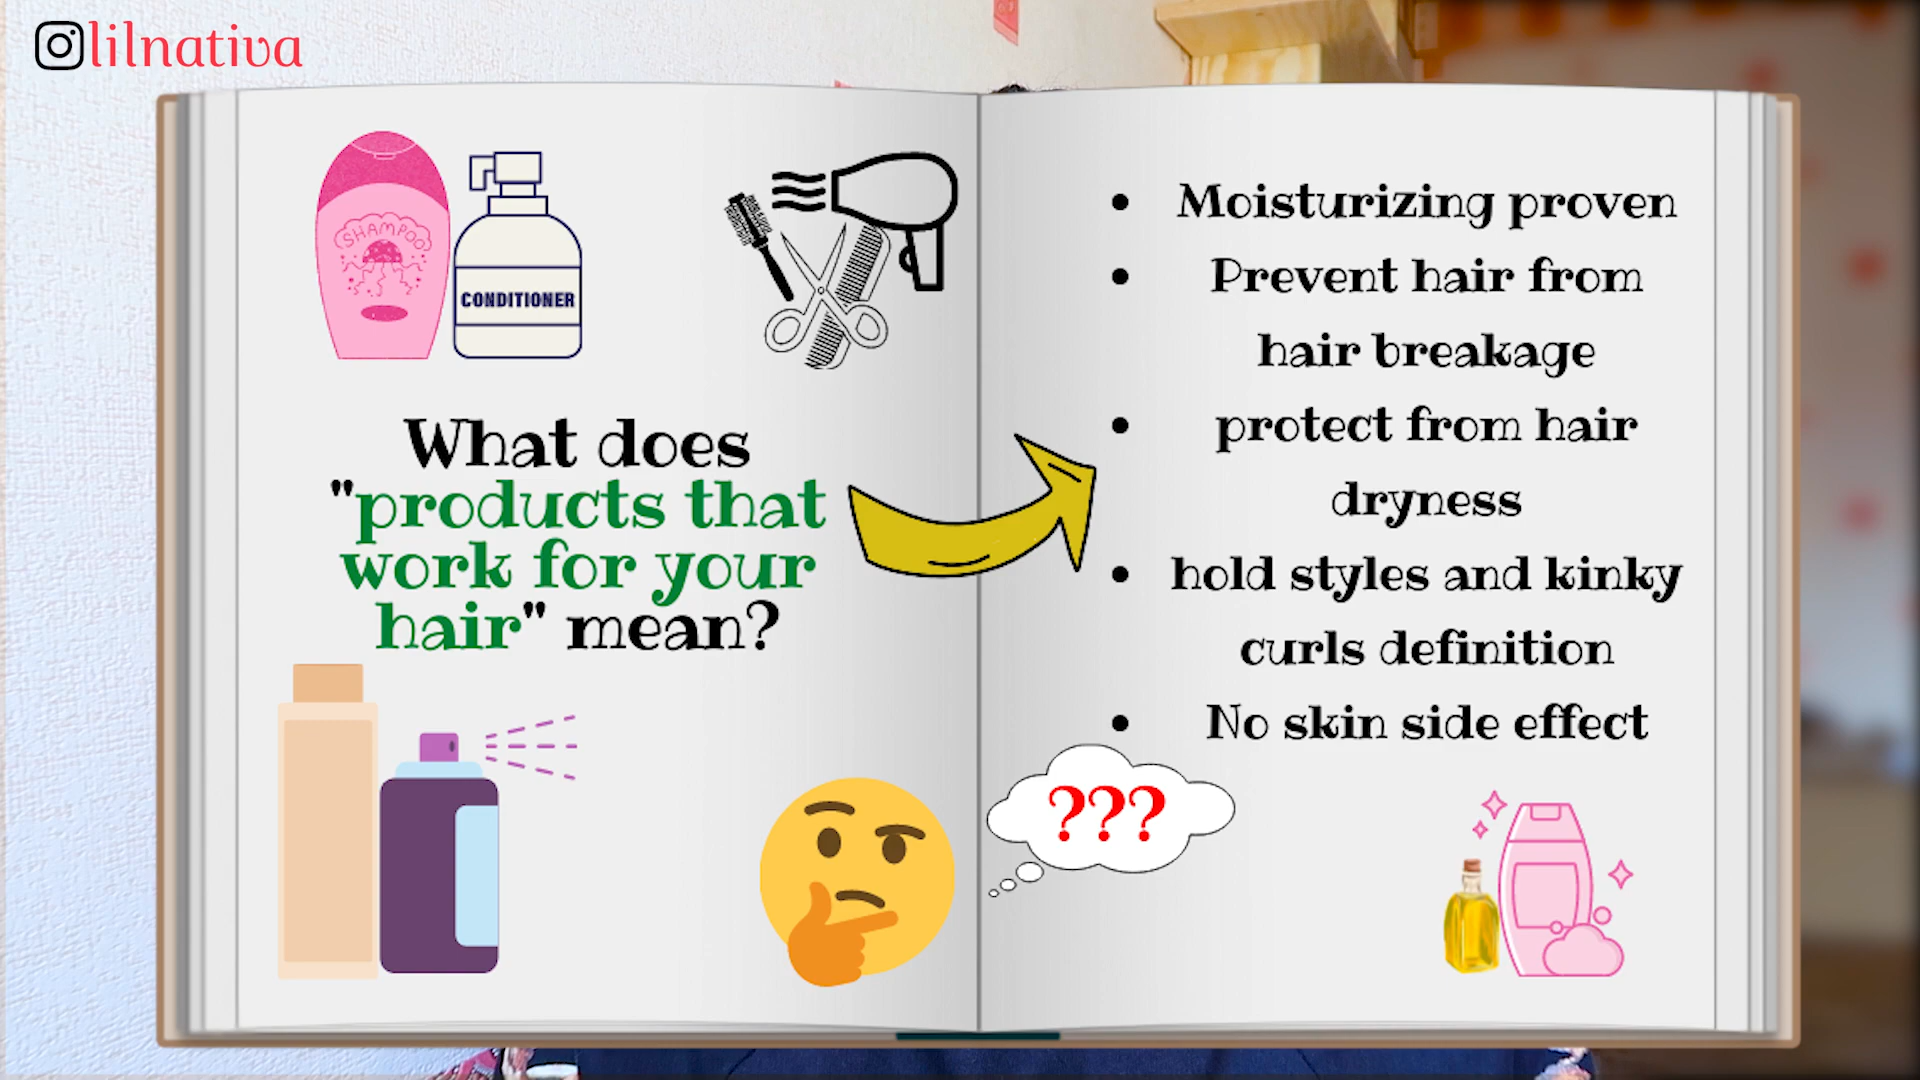 lilnativa
SHAMPOO
CONDITIONER
What does
"products that
work for your
hair" mean?
• Moisturizing proven
• Prevent hair from
hair breakage
• protect from hair
dryness
• hold styles and kinky
curls definition
• No skin side effect
???